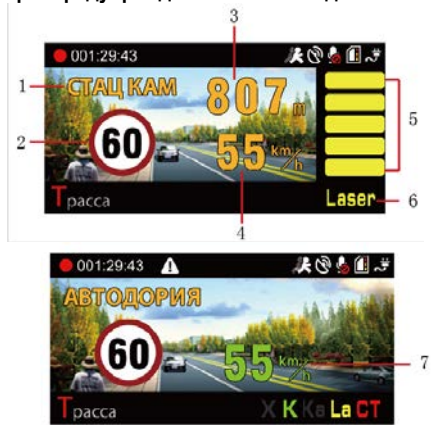 3
001:29:43
1 СТАЦ КАМ 807 m
2 60 55 km/h
5
Трасса Laser 6
4
001:29:43
АВТОДОРИЯ
60 55 km/h 7
Трасса X K Ka La СТ